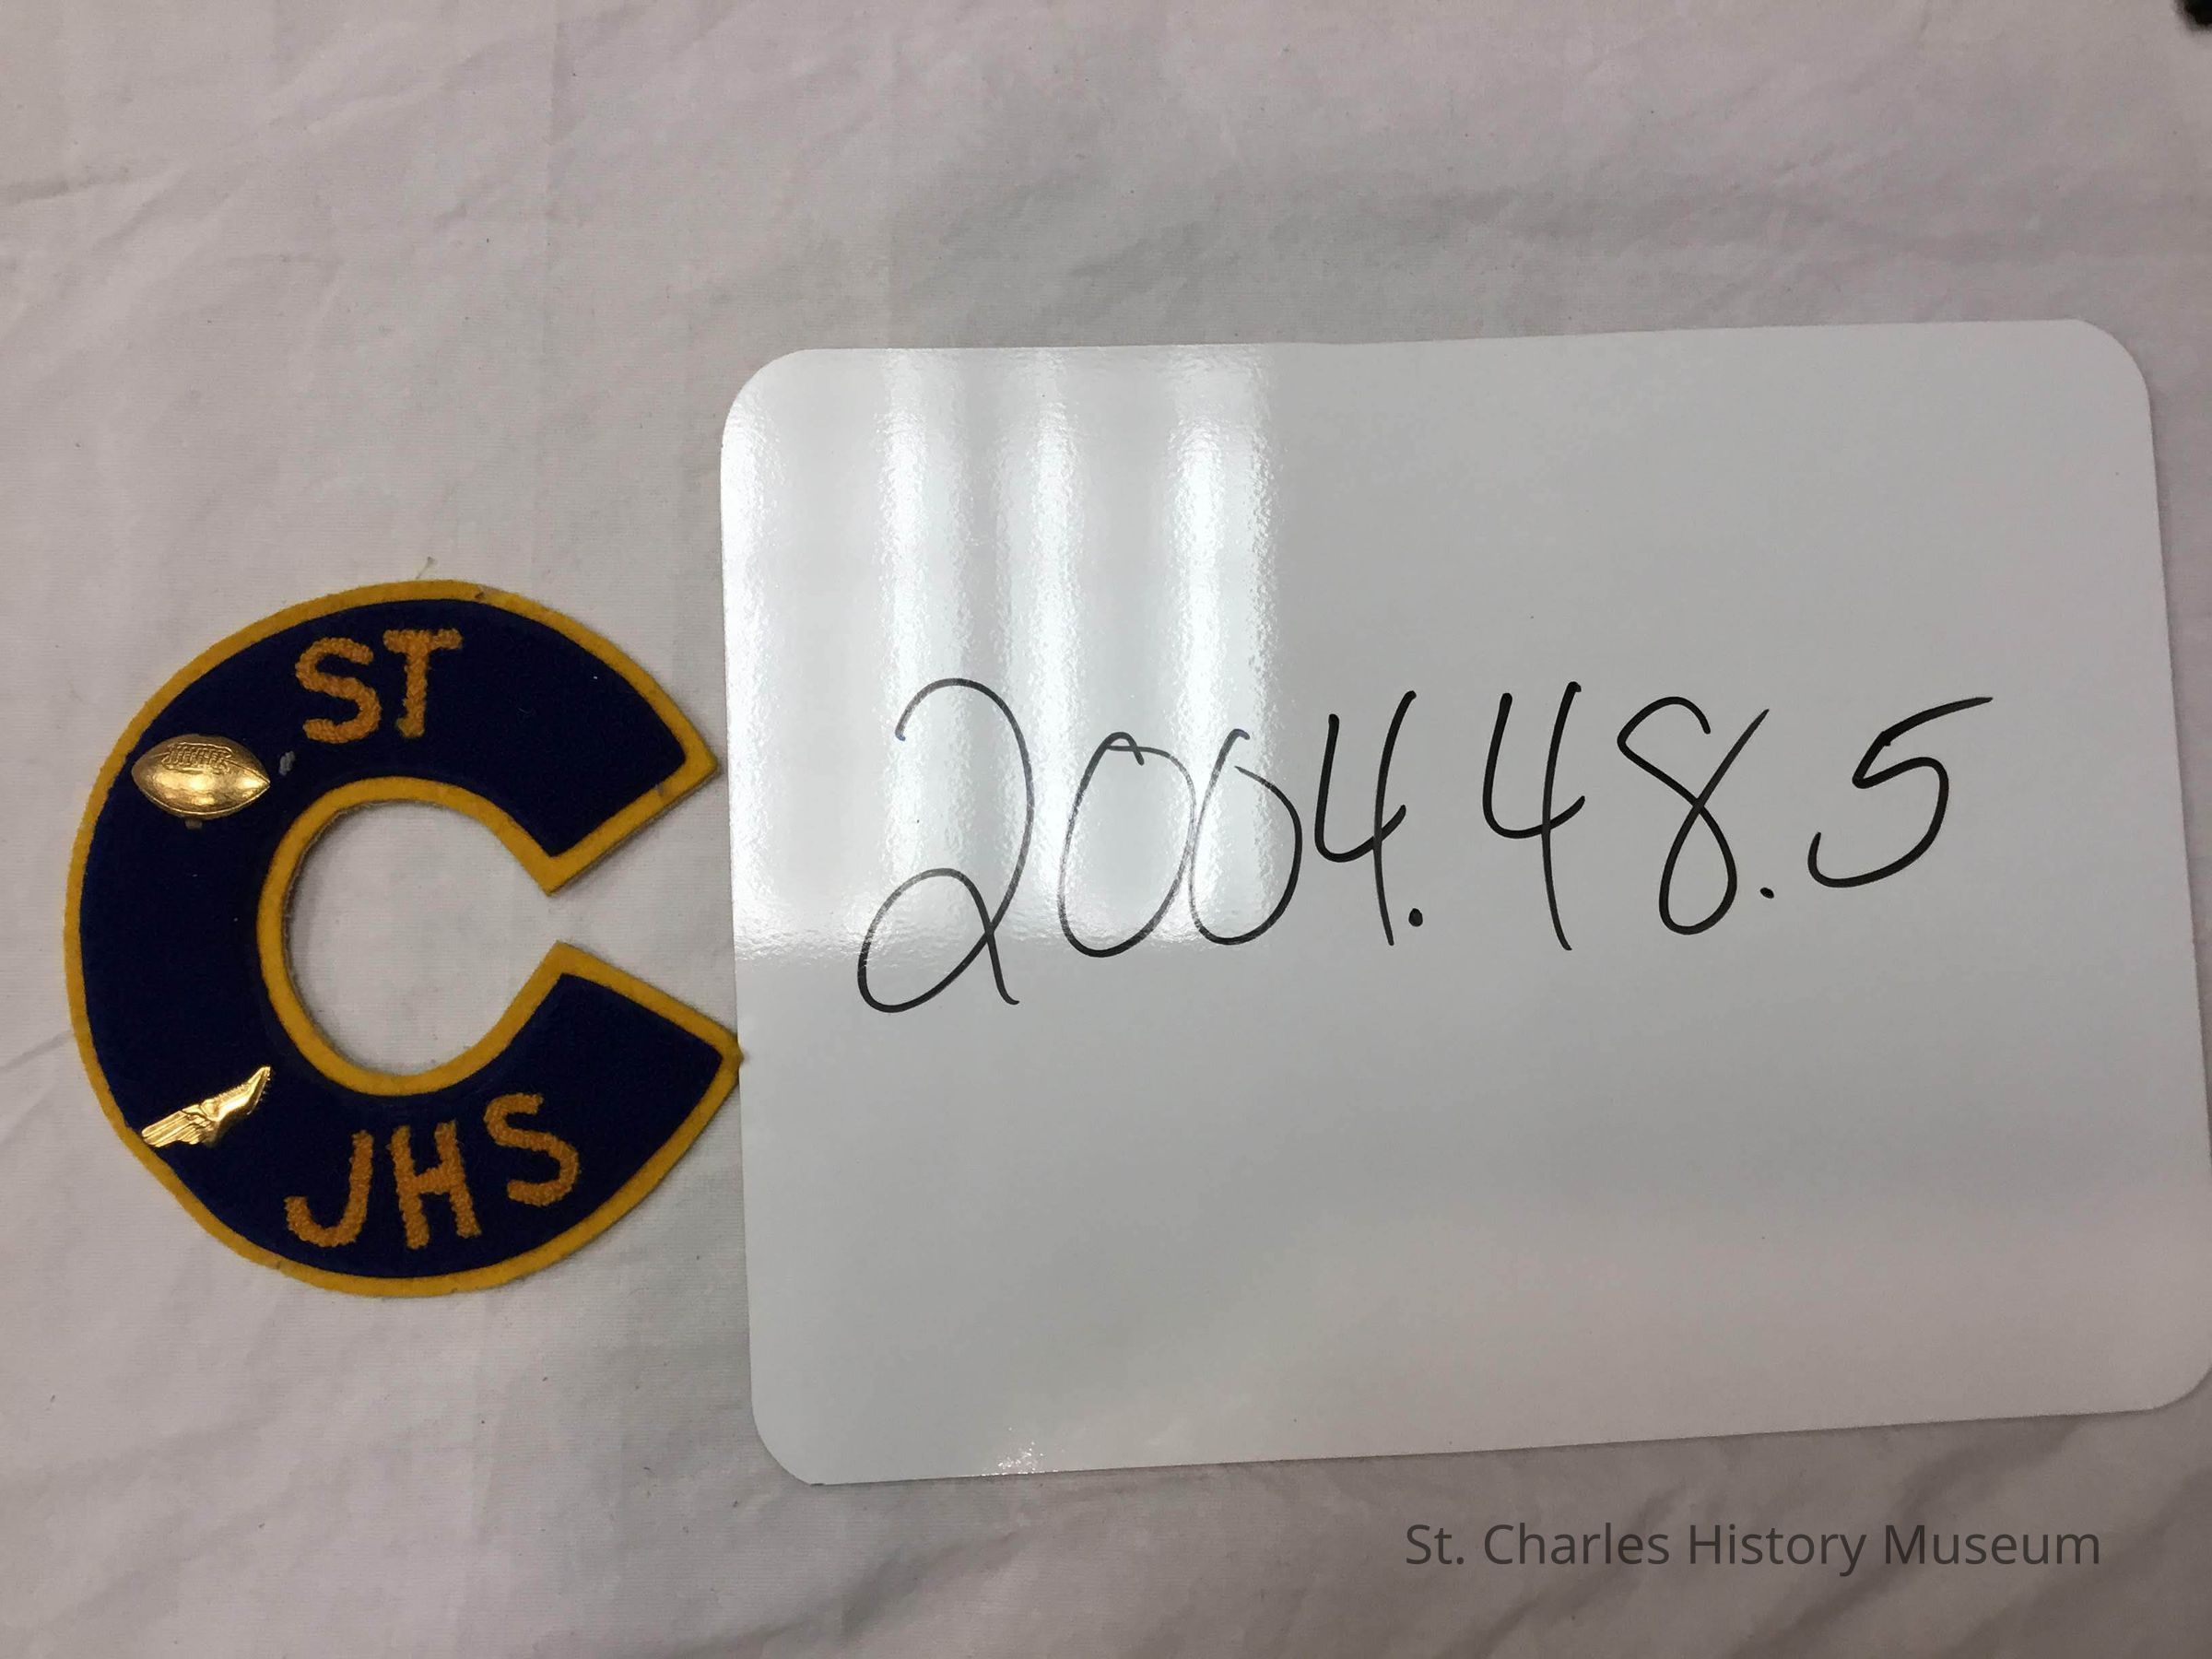 ST
JHS
2004.48.5
St. Charles History Museum